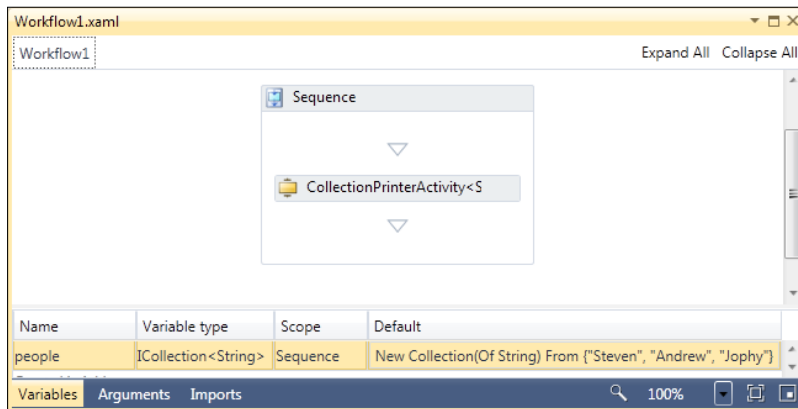 Workflow1.xaml
Workflow1 Expand All Collapse All
Sequence
CollectionPrinterActivity<S
Name Variable type Scope Default
people ICollection<String> Sequence New Collection(Of String) From {"Steven", "Andrew", "Jophy"}
Variables Arguments Imports 100%